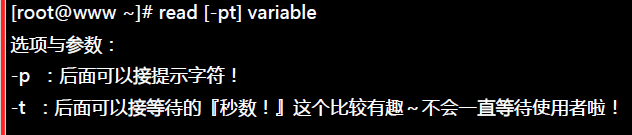 [root@www ~]# read [-pt] variable
选项与参数：
-p ：后面可以接提示字符！
-t ：后面可以接等待的『秒数！』这个比较有趣～不会一直等待使用者啦！